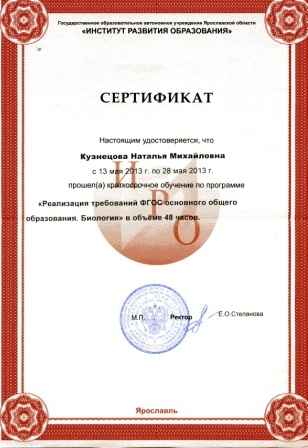 Государственное образовательное автономное учреждение Ярославской области
«ИНСТИТУТ РАЗВИТИЯ ОБРАЗОВАНИЯ»
СЕРТИФИКАТ
Настоящим удостоверяется, что
Кузнецова Наталья Михайловна
с 13 мая 2013 г. по 28 мая 2013 г.
прошел(а) краткосрочное обучение по программе
ИРО
«Реализация требований ФГОС основного общего
образования. Биология» в объёме 48 часов.
М.П. Ректор Е.О.Степанова
Ярославль